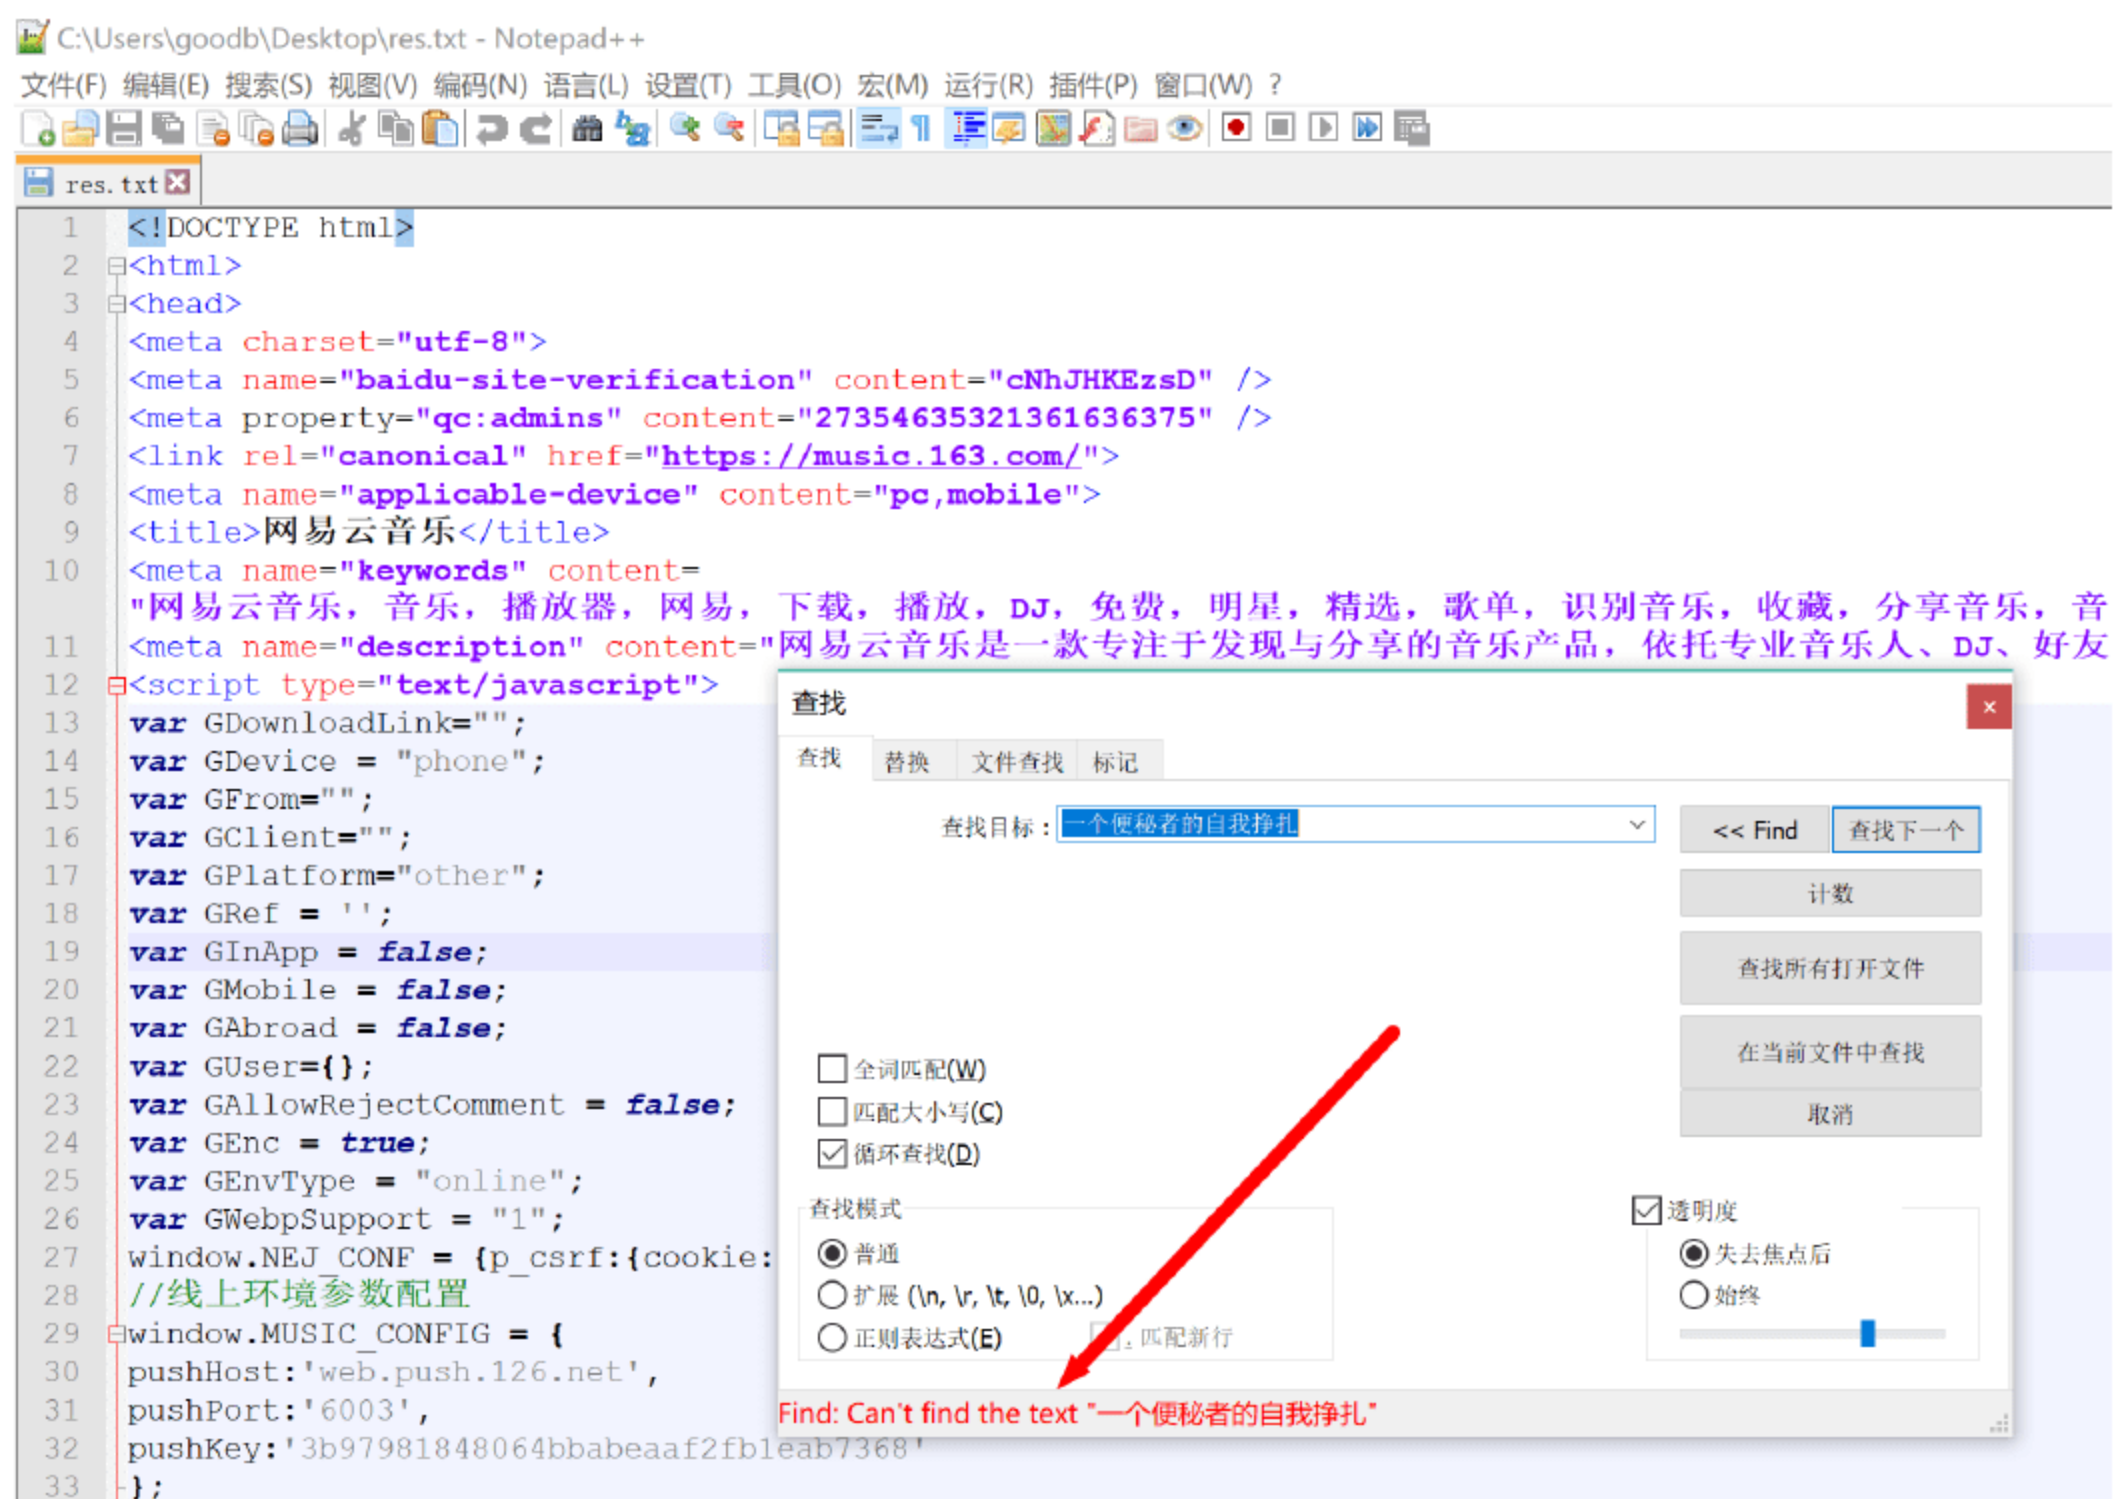 C:\Users\goodb\Desktop\res.txt - Notepad++
文件(F) 编辑(E) 搜索(S) 视图(V) 编码(N) 语言(L) 设置(T) 工具(O) 宏(M) 运行(R) 插件(P) 窗口(W) ?
res.txt
1 <!DOCTYPE html>
2 <html>
3 <head>
4 <meta charset="utf-8">
5 <meta name="baidu-site-verification" content="cNhJHKEzsD" />
6 <meta property="qc:admins" content="27354635321361636375" />
7 <link rel="canonical" href="https://music.163.com/">
8 <meta name="applicable-device" content="pc,mobile">
9 <title>网易云音乐</title>
10 <meta name="keywords" content=
"网易云音乐，音乐，播放器，网易，下载，播放，DJ，免费，明星，精选，歌单，识别音乐，收藏，分享音乐，音
11 <meta name="description" content="网易云音乐是一款专注于发现与分享的音乐产品，依托专业音乐人、DJ、好友
12 <script type="text/javascript">
13 var GDownloadLink="";
14 var GDevice = "phone";
15 var GFrom="";
16 var GClient="";
17 var GPlatform="other";
18 var GRef = '';
19 var GInApp = false;
20 var GMobile = false;
21 var GAbroad = false;
22 var GUser={};
23 var GAllowRejectComment = false;
24 var GEnc = true;
25 var GEnvType = "online";
26 var GWebpSupport = "1";
27 window.NEJ_CONF = {p_csrf:{cookie:
28 //线上环境参数配置
29 window.MUSIC_CONFIG = {
30 pushHost:'web.push.126.net',
31 pushPort:'6003',
32 pushKey:'3b97981848064bbabeaaf2fb1eab7368'
33 };
查找
查找 替换 文件查找 标记
查找目标：一个便秘者的自我挣扎
<< Find 查找下一个
计数
查找所有打开文件
在当前文件中查找
取消
全词匹配(W)
匹配大小写(C)
循环查找(D)
查找模式
普通
扩展 (\n, \r, \t, \0, \x...)
正则表达式(E) . 匹配新行
透明度
失去焦点后
始终
Find: Can't find the text "一个便秘者的自我挣扎"